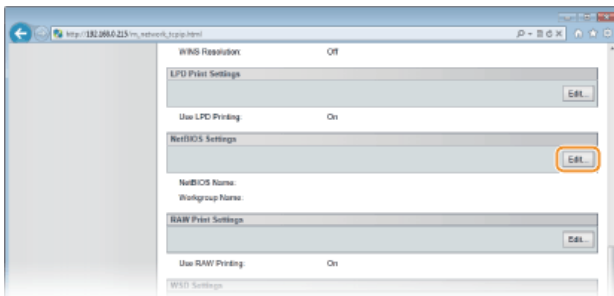 http://192.168.0.215/m_network_tcpip.html
WINS Resolution: Off
LPD Print Settings
Edit...
Use LPD Printing: On
NetBIOS Settings
Edit...
NetBIOS Name:
Workgroup Name:
RAW Print Settings
Edit...
Use RAW Printing: On
WSD Settings